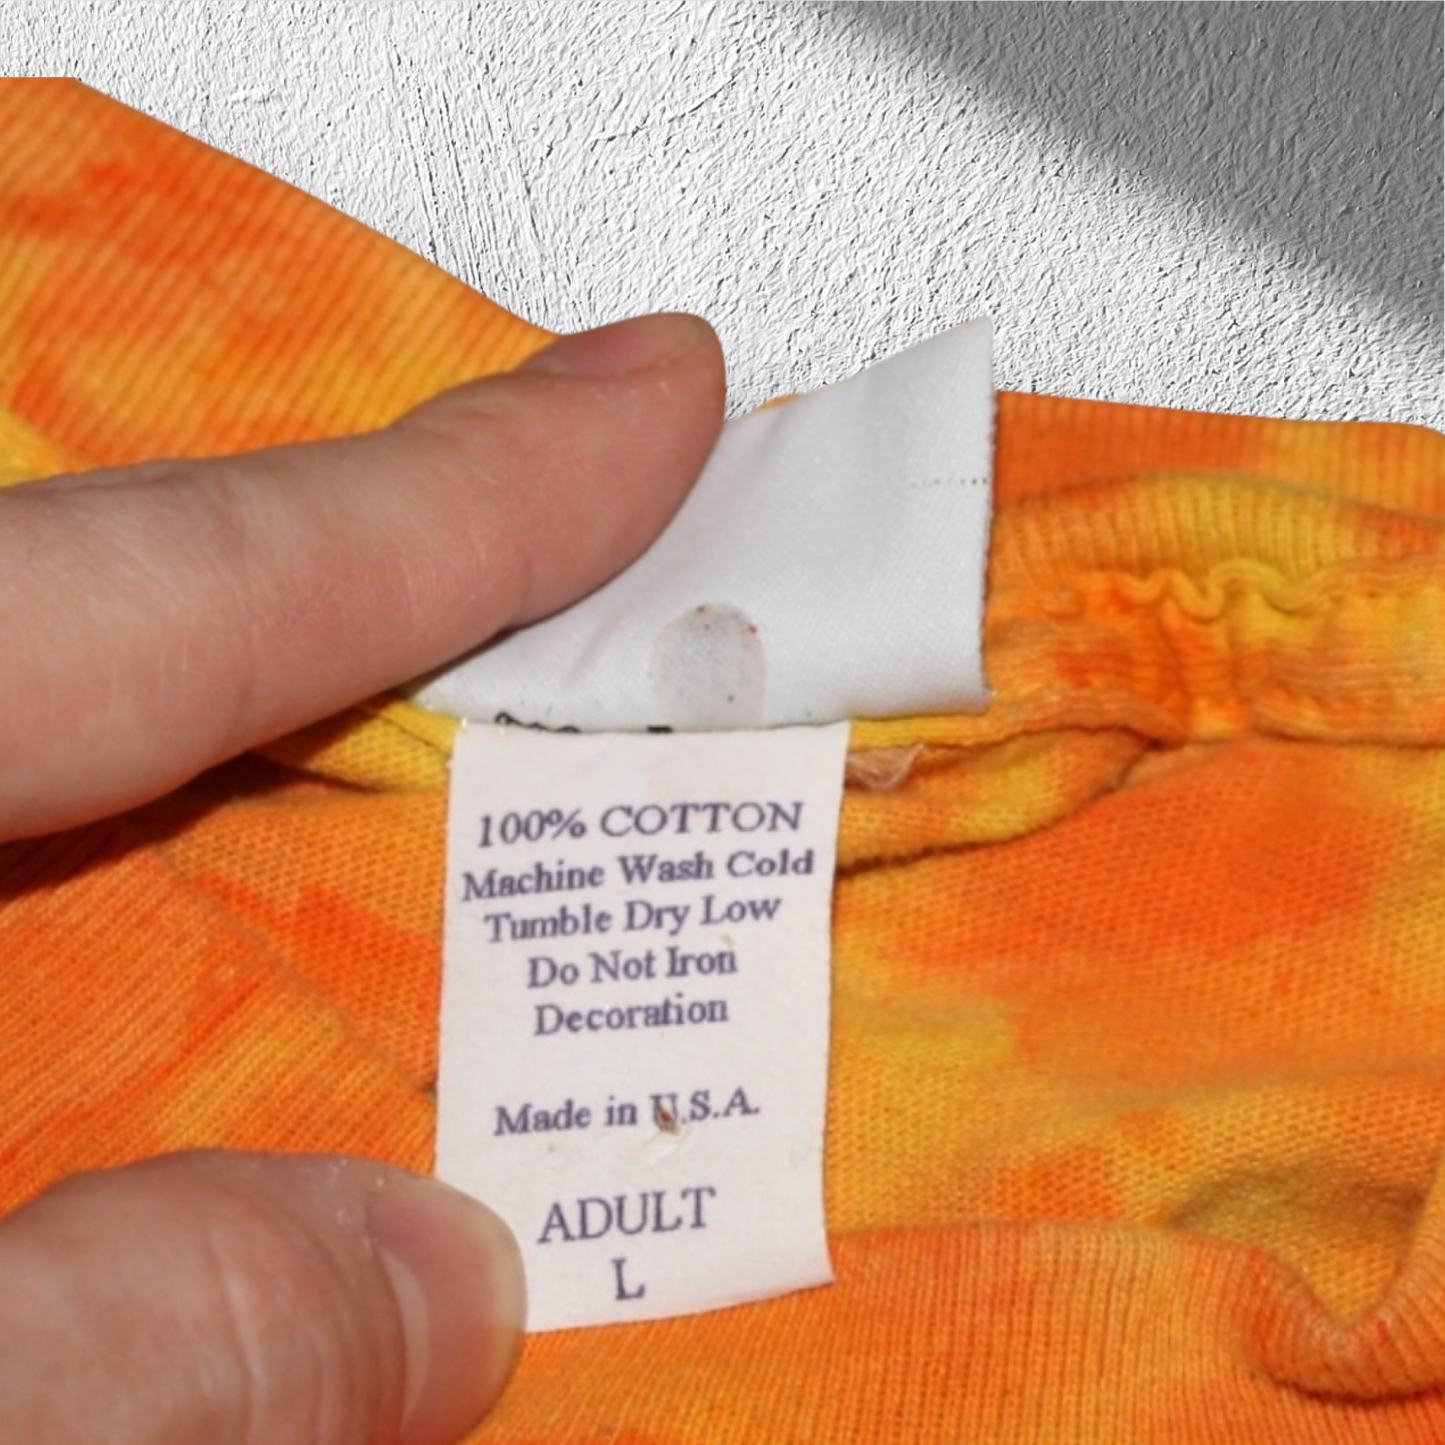 100% COTTON
Machine Wash Cold
Tumble Dry Low
Do Not Iron
Decoration
Made in U.S.A.
ADULT
L